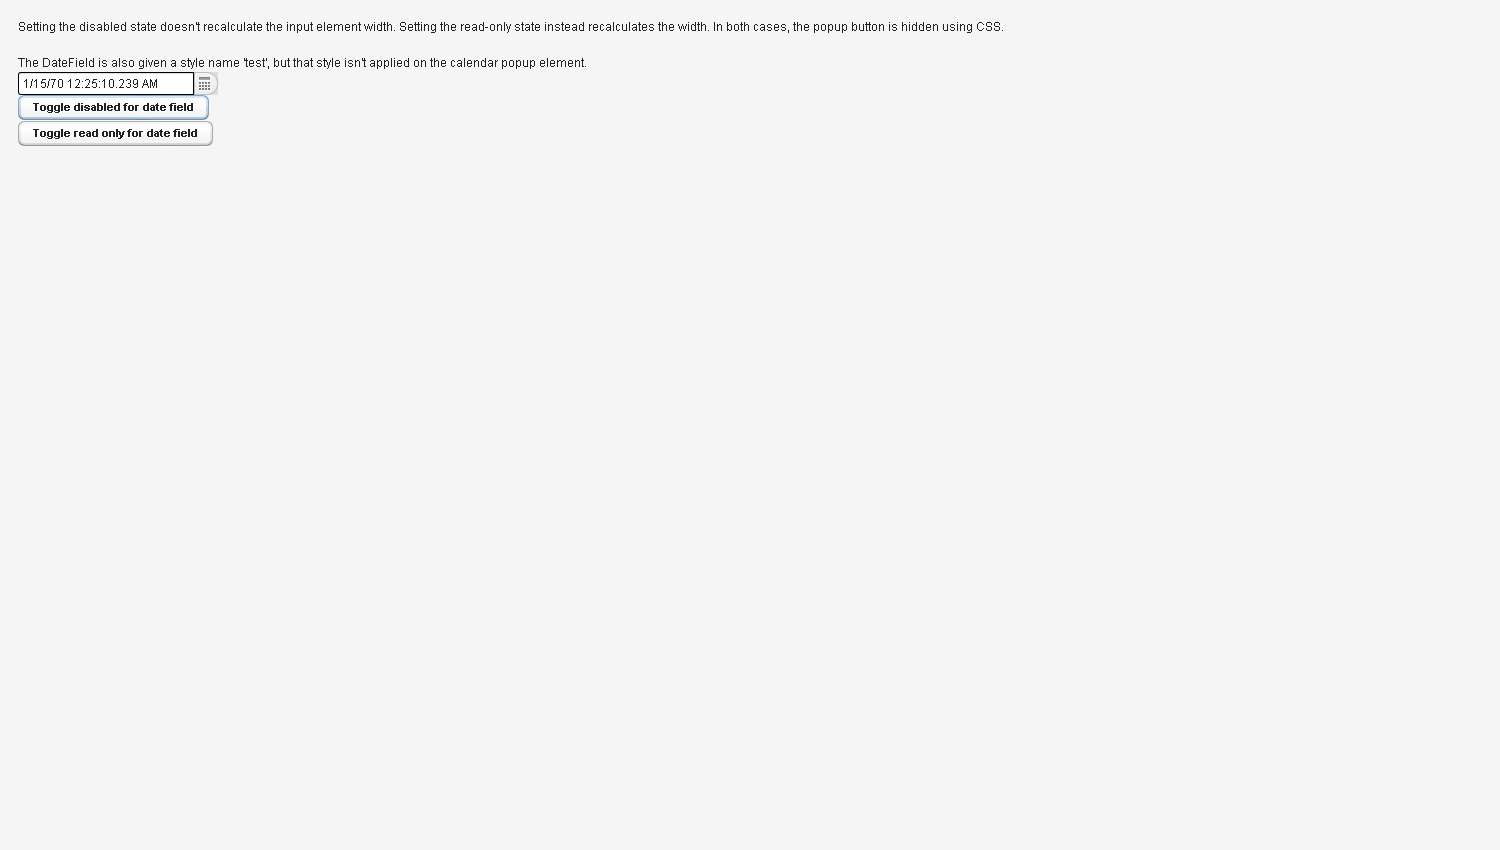 Setting the disabled state doesn't recalculate the input element width. Setting the read-only state instead recalculates the width. In both cases, the popup button is hidden using CSS.
The DateField is also given a style name 'test', but that style isn't applied on the calendar popup element.
1/15/70 12:25:10.239 AM
Toggle disabled for date field
Toggle read only for date field